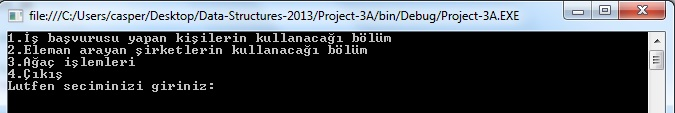 file:///C:/Users/casper/Desktop/Data-Structures-2013/Project-3A/bin/Debug/Project-3A.EXE
1.İş başvurusu yapan kişilerin kullanacağı bölüm
2.Eleman arayan şirketlerin kullanacağı bölüm
3.Ağaç işlemleri
4.Çıkış
Lutfen seciminizi giriniz: